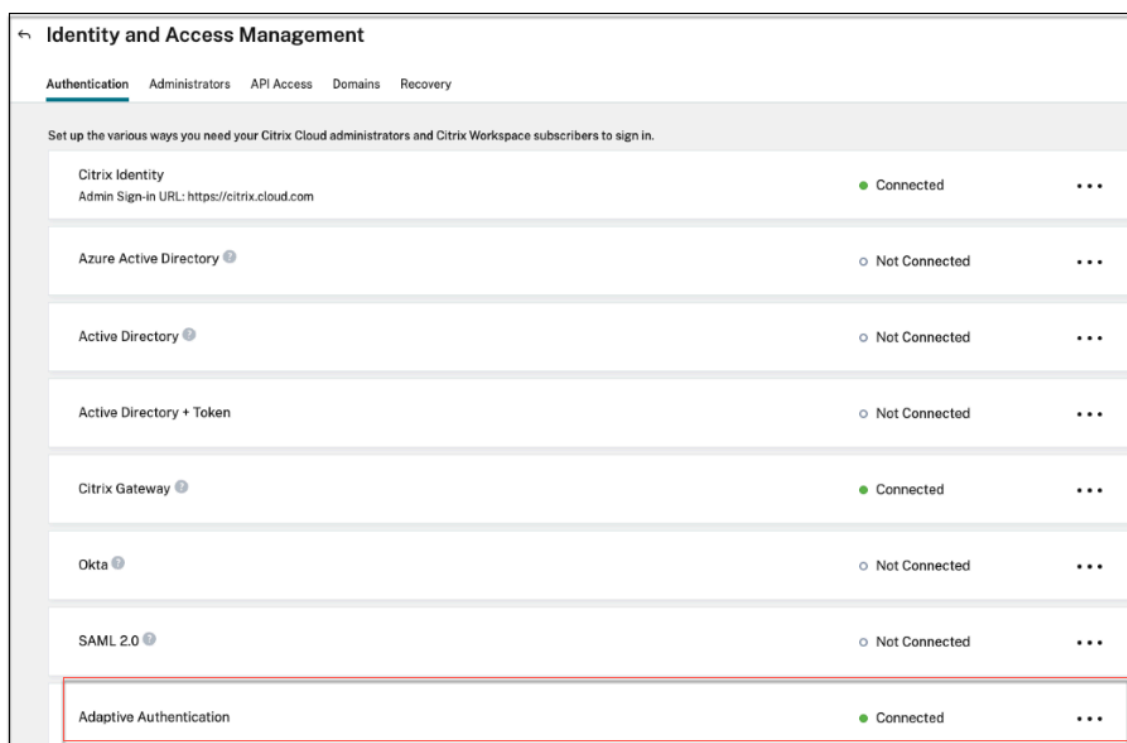 Identity and Access Management
Authentication Administrators API Access Domains Recovery
Set up the various ways you need your Citrix Cloud administrators and Citrix Workspace subscribers to sign in.
Citrix Identity
Admin Sign-in URL: https://citrix.cloud.com
Connected
Azure Active Directory ?
Not Connected
Active Directory ?
Not Connected
Active Directory + Token
Not Connected
Citrix Gateway ?
Connected
Okta ?
Not Connected
SAML 2.0 ?
Not Connected
Adaptive Authentication
Connected